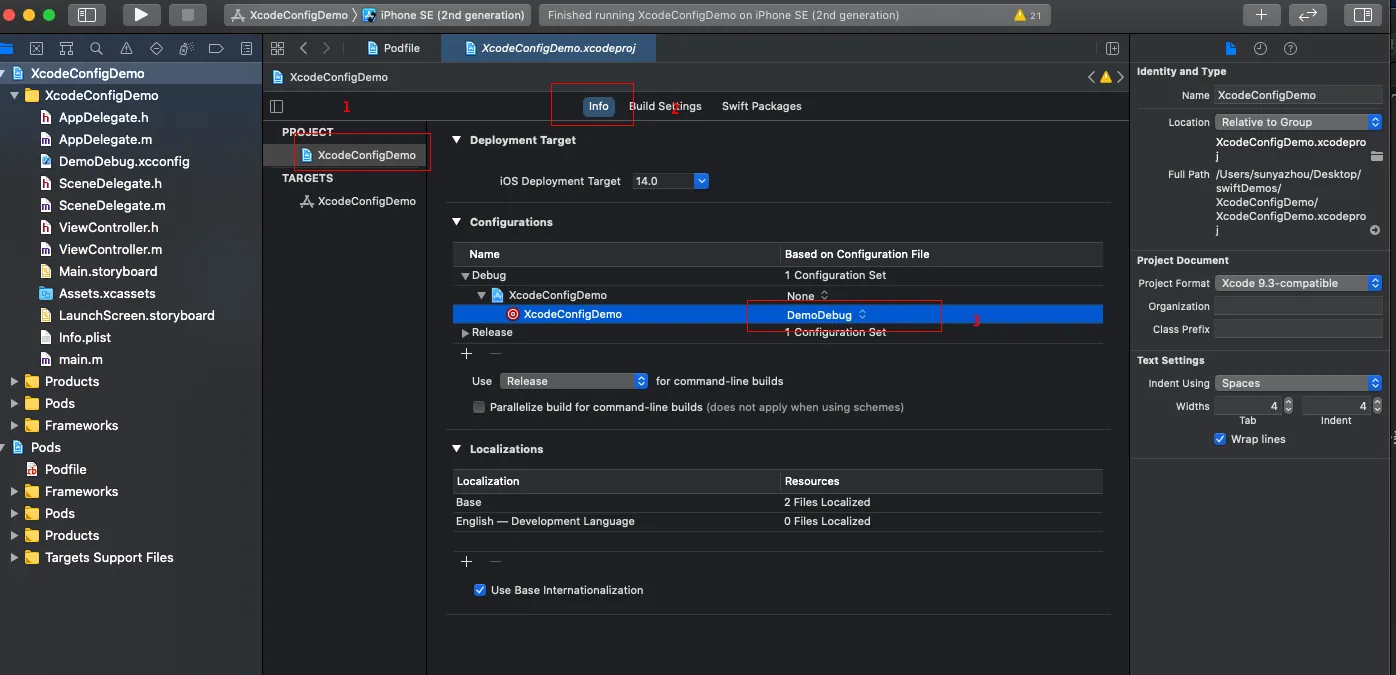 XcodeConfigDemo iPhone SE (2nd generation)
Finished running XcodeConfigDemo on iPhone SE (2nd generation)
21
XcodeConfigDemo
XcodeConfigDemo
AppDelegate.h
AppDelegate.m
DemoDebug.xcconfig
SceneDelegate.h
SceneDelegate.m
ViewController.h
ViewController.m
Main.storyboard
Assets.xcassets
LaunchScreen.storyboard
Info.plist
main.m
Products
Pods
Frameworks
Pods
Podfile
Frameworks
Pods
Products
Targets Support Files
Podfile
XcodeConfigDemo.xcodeproj
XcodeConfigDemo
1
Info
Build Settings
2
Swift Packages
PROJECT
XcodeConfigDemo
TARGETS
XcodeConfigDemo
Deployment Target
iOS Deployment Target 14.0
Configurations
Name Based on Configuration File
Debug 1 Configuration Set
XcodeConfigDemo None
XcodeConfigDemo DemoDebug
3
Release 1 Configuration Set
Use Release for command-line builds
Parallelize build for command-line builds (does not apply when using schemes)
Localizations
Localization Resources
Base 2 Files Localized
English — Development Language 0 Files Localized
Use Base Internationalization
Identity and Type
Name XcodeConfigDemo
Location Relative to Group
XcodeConfigDemo.xcodepro
j
Full Path /Users/sunyazhou/Desktop/
swiftDemos/
XcodeConfigDemo/
XcodeConfigDemo.xcodepro
j
Project Document
Project Format Xcode 9.3-compatible
Organization
Class Prefix
Text Settings
Indent Using Spaces
Widths 4 4
Tab Indent
Wrap lines